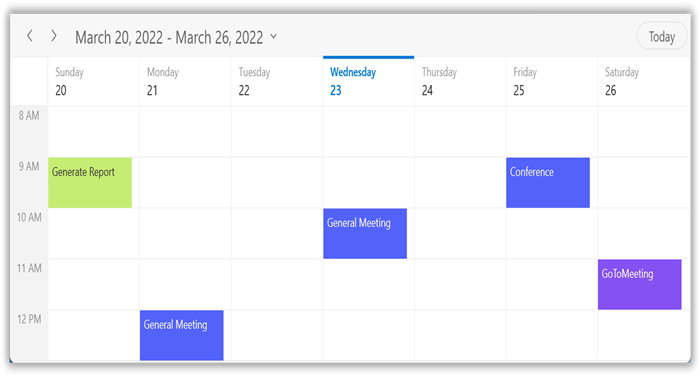 March 20, 2022 - March 26, 2022
Today
Sunday Monday Tuesday Wednesday Thursday Friday Saturday
20 21 22 23 24 25 26
8 AM
9 AM
Generate Report Conference
10 AM
General Meeting
11 AM
GoToMeeting
12 PM
General Meeting